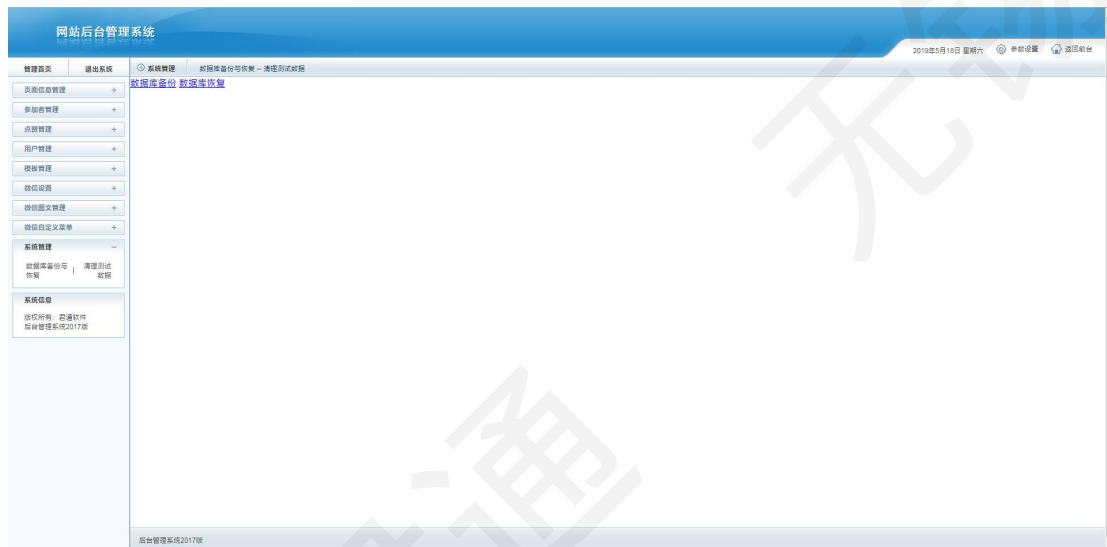 网站后台管理系统
2019年5月18日 星期六 参数设置 返回前台
管理首页 退出系统 系统管理 数据库备份与恢复 – 清理测试数据
数据库备份 数据库恢复
页面信息管理 +
参加者管理 +
点赞管理 +
用户管理 +
模板管理 +
微信设置 +
微信图文管理 +
微信自定义菜单 +
系统管理 −
数据库备份与恢复 | 清理测试数据
系统信息
版权所有：君通软件
后台管理系统2017版
后台管理系统2017版
通
无